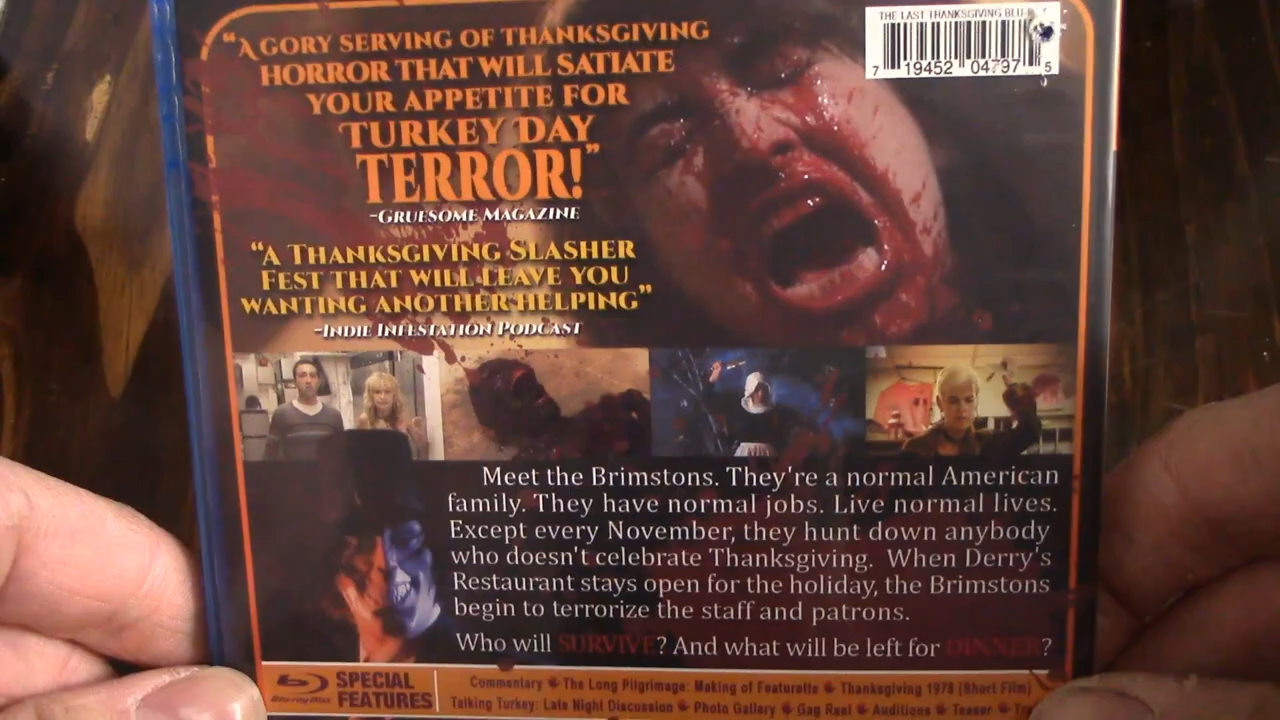 "A GORY SERVING OF THANKSGIVING
HORROR THAT WILL SATIATE
YOUR APPETITE FOR
TURKEY DAY
TERROR!"
-GRUESOME MAGAZINE
"A THANKSGIVING SLASHER
FEST THAT WILL LEAVE YOU
WANTING ANOTHER HELPING"
-INDIE INFESTATION PODCAST
THE LAST THANKSGIVING
7 19452 04797 5
Meet the Brimstons. They're a normal American
family. They have normal jobs. Live normal lives.
Except every November, they hunt down anybody
who doesn't celebrate Thanksgiving. When Derry's
Restaurant stays open for the holiday, the Brimstons
begin to terrorize the staff and patrons.
Who will SURVIVE? And what will be left for DINNER?
Blu-ray Disc
SPECIAL
FEATURES
Commentary The Long Pilgrimage: Making of Featurette Thanksgiving 1978 (Short Film)
Talking Turkey: Late Night Discussion Photo Gallery Gag Reel Auditions Teaser